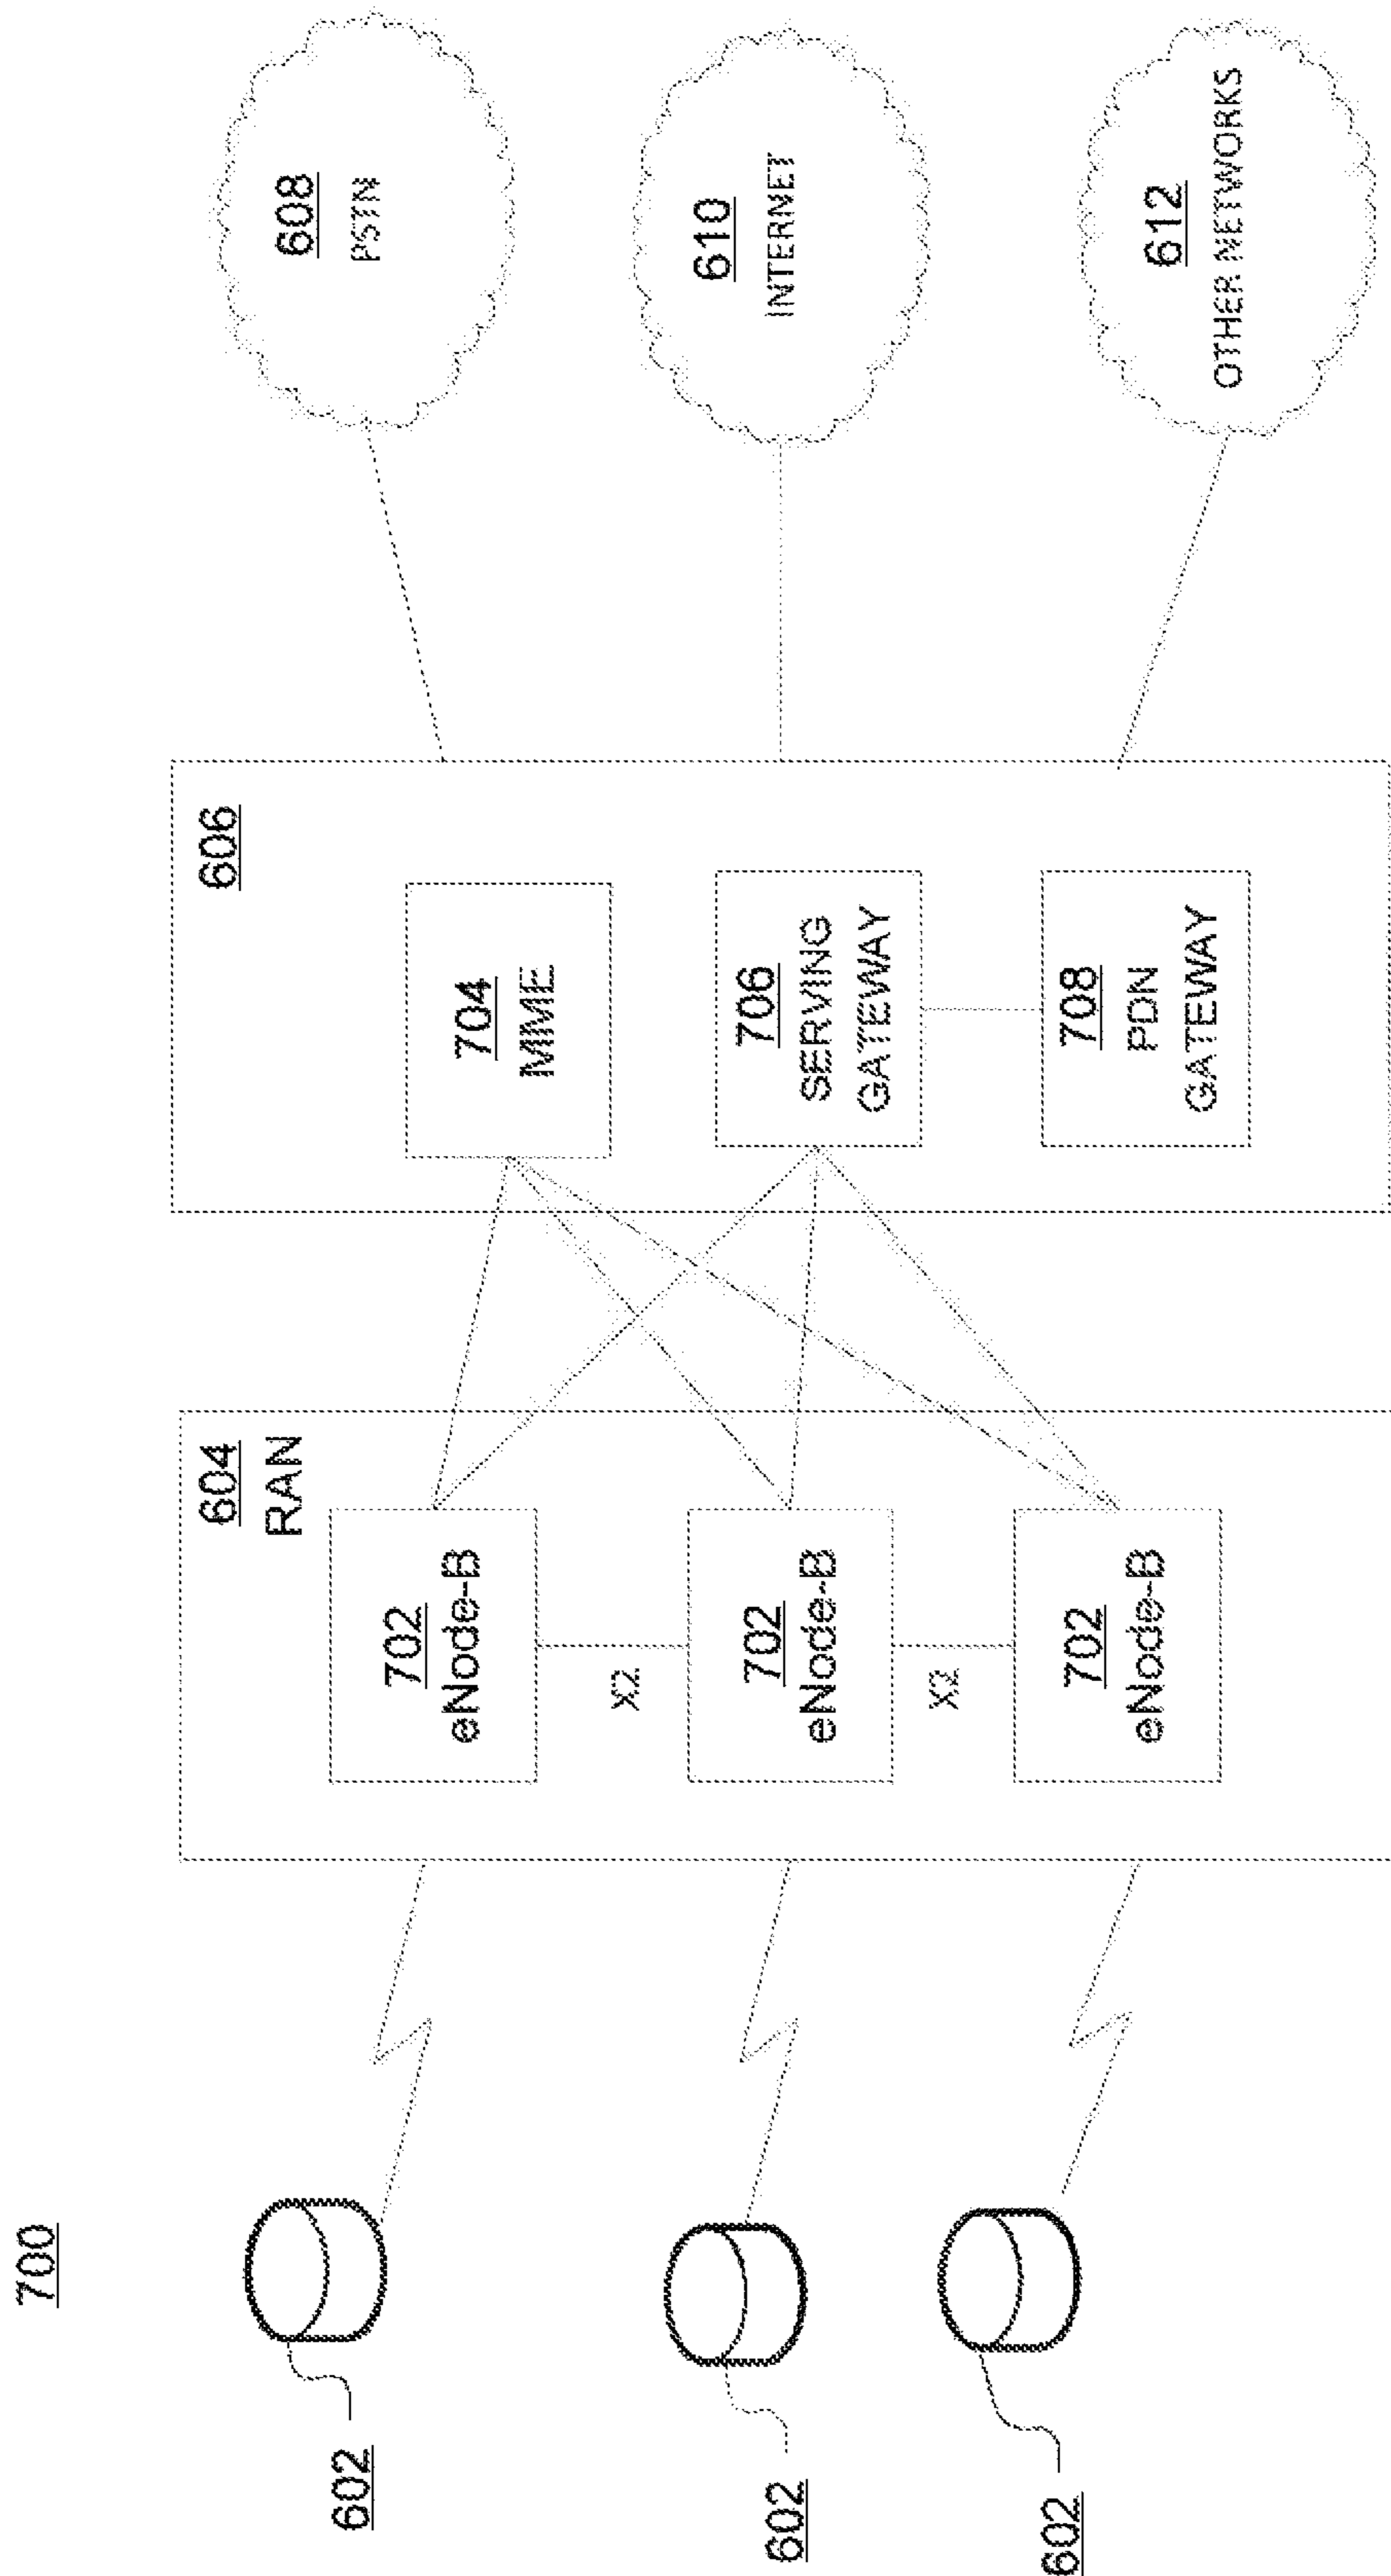 700
602
602
602
604
RAN
702
eNode-B
X2
702
eNode-B
X2
702
eNode-B
606
704
MME
706
SERVING
GATEWAY
708
PDN
GATEWAY
608
PSTN
610
INTERNET
612
OTHER NETWORKS